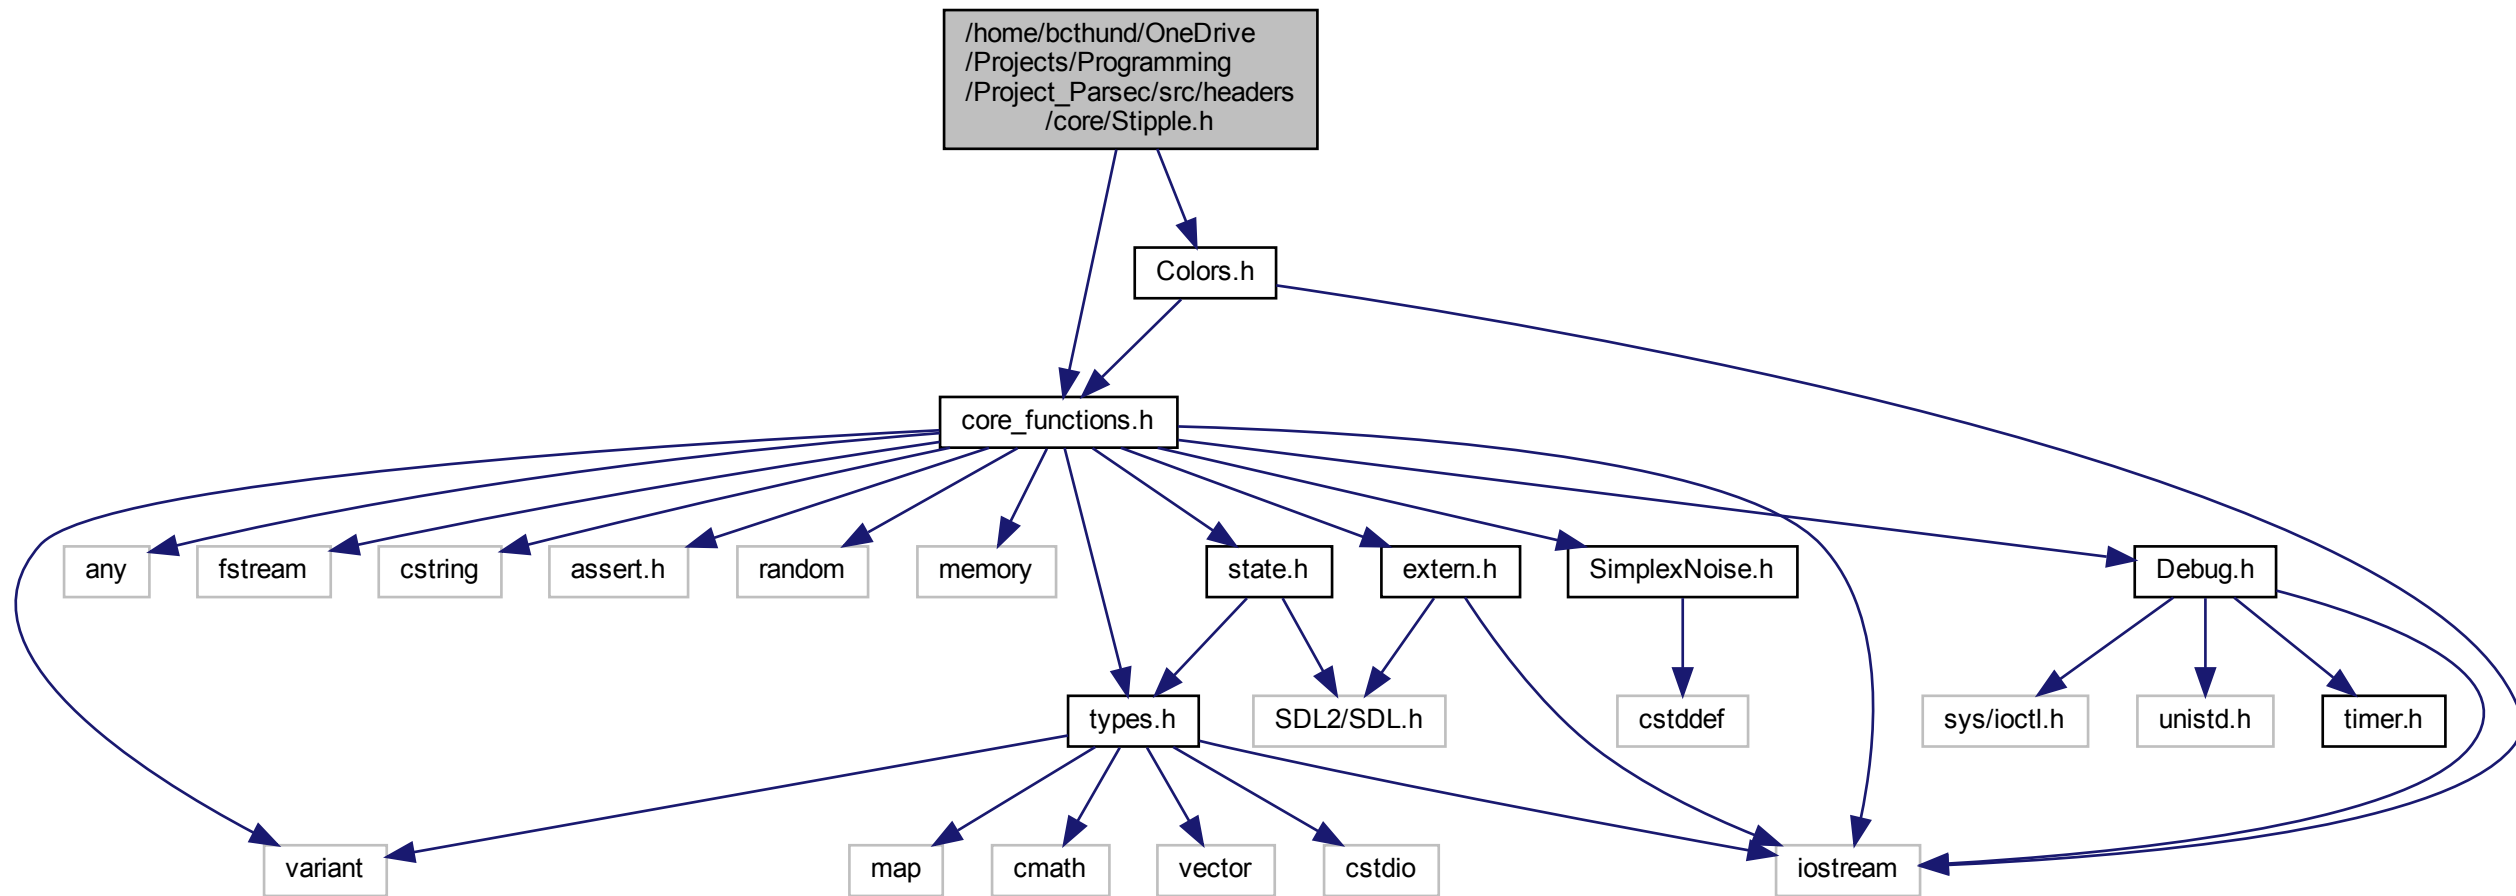 /home/bcthund/OneDrive
/Projects/Programming
/Project_Parsec/src/headers
/core/Stipple.h
Colors.h
core_functions.h
any
fstream
cstring
assert.h
random
memory
state.h
extern.h
SimplexNoise.h
Debug.h
types.h
SDL2/SDL.h
cstddef
sys/ioctl.h
unistd.h
timer.h
variant
map
cmath
vector
cstdio
iostream